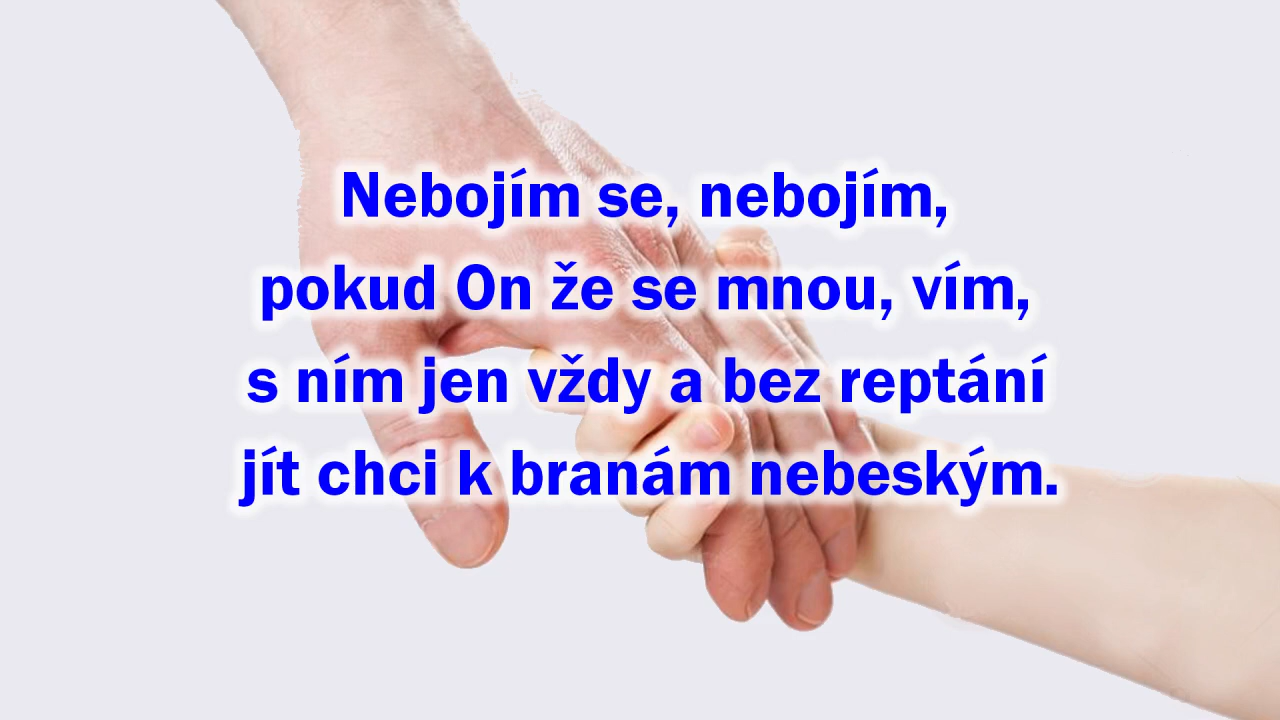 Nebojím se, nebojím,
pokud On že se mnou, vím,
s ním jen vždy a bez reptání
jít chci k branám nebeským.